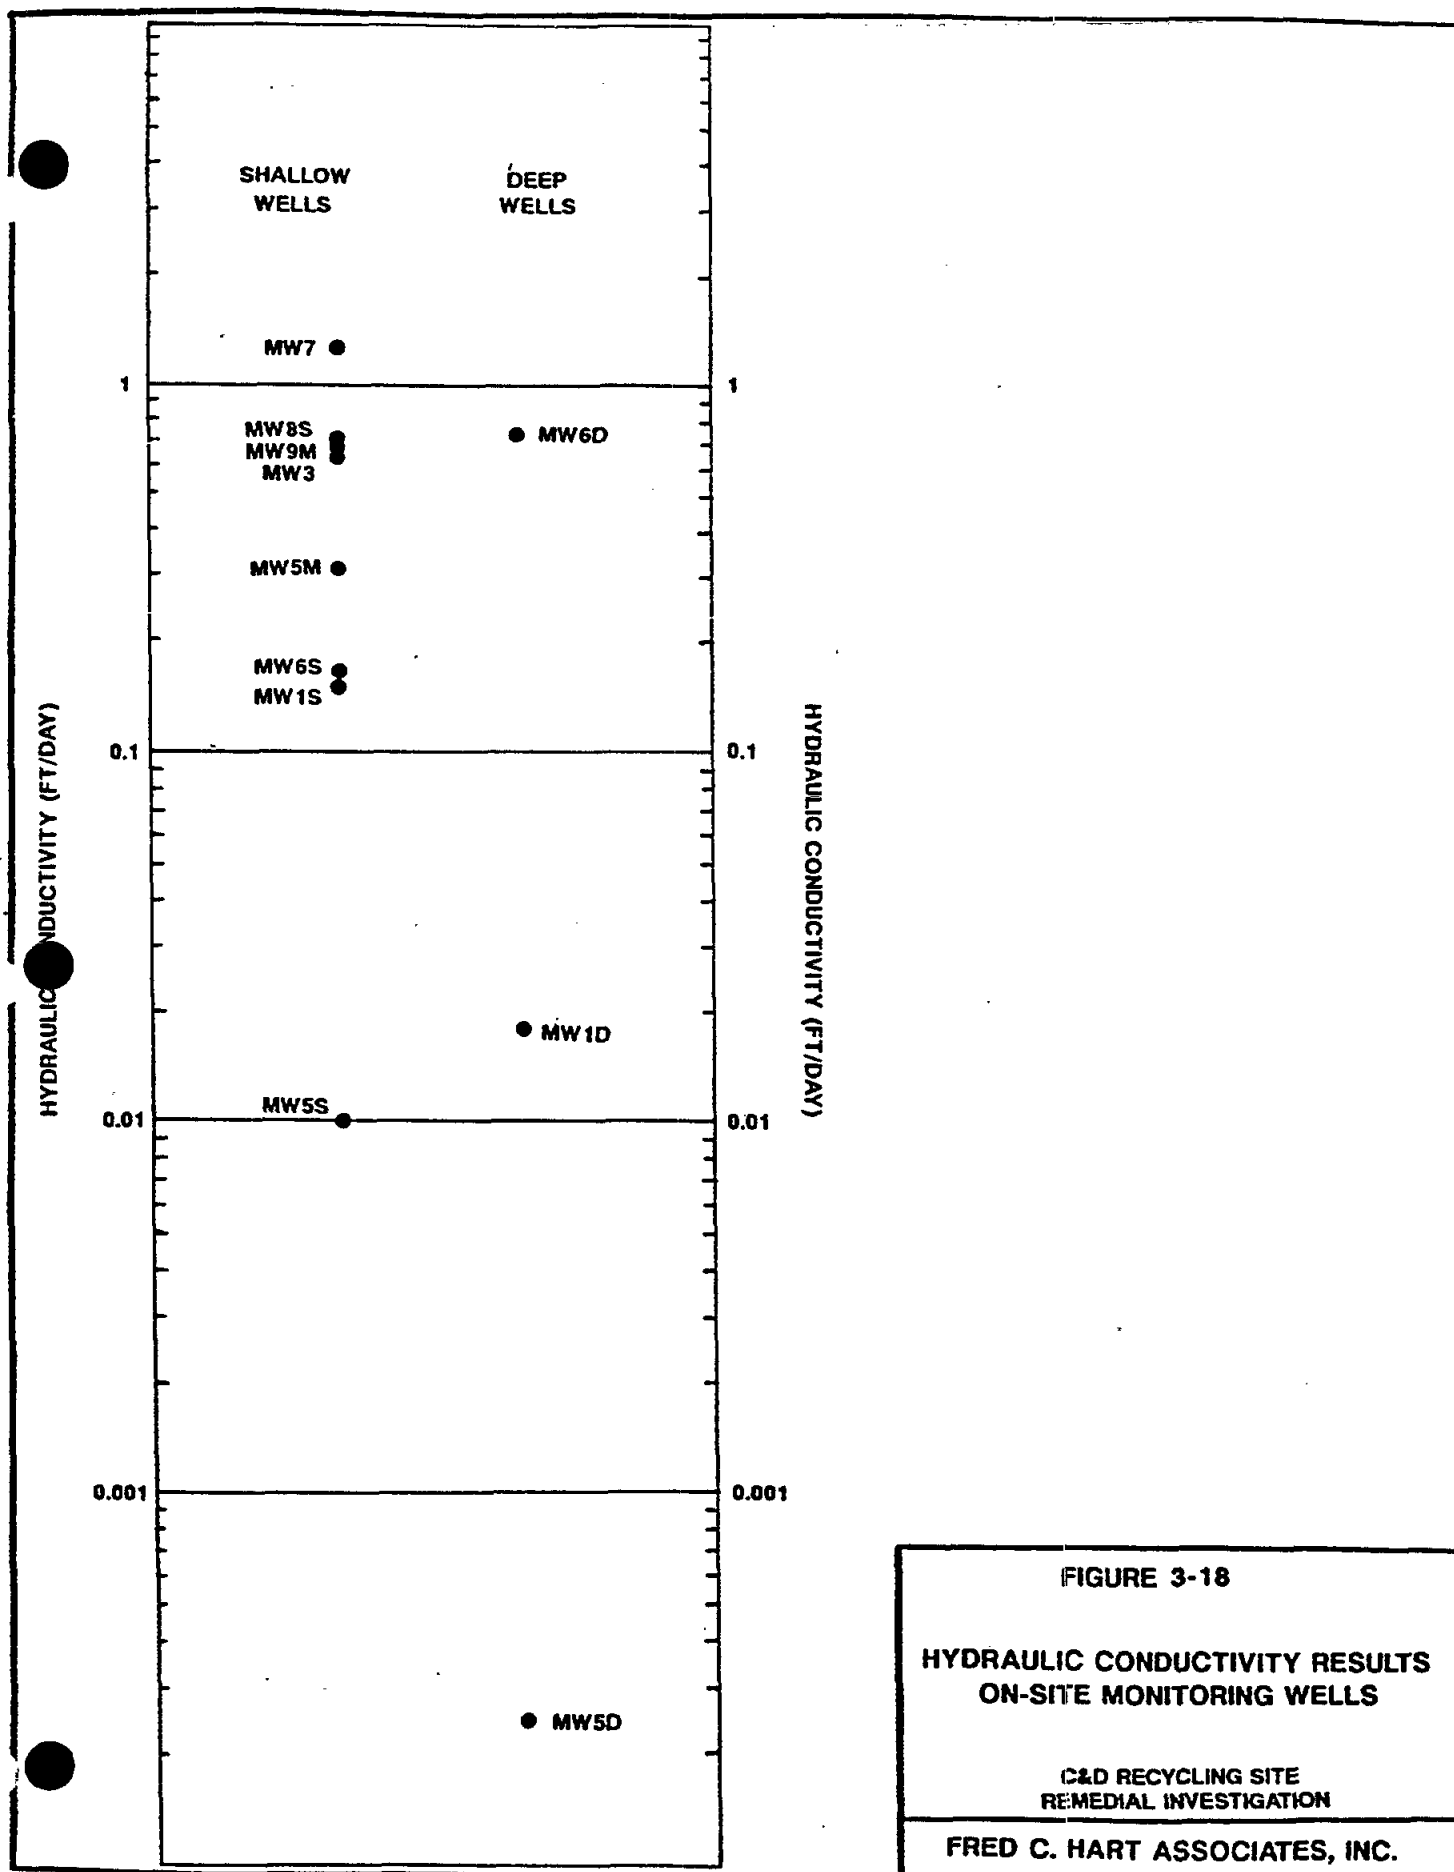 SHALLOW
WELLS
DEEP
WELLS
MW7
1
1
MW8S
MW9M
MW3
MW6D
MW5M
MW6S
MW1S
0.1
0.1
HYDRAULIC NDUCTIVITY (FT/DAY)
HYDRAULIC CONDUCTIVITY (FT/DAY)
MW1D
MW5S
0.01
0.01
0.001
0.001
MW5D
FIGURE 3-18
HYDRAULIC CONDUCTIVITY RESULTS
ON-SITE MONITORING WELLS
C&D RECYCLING SITE
REMEDIAL INVESTIGATION
FRED C. HART ASSOCIATES, INC.